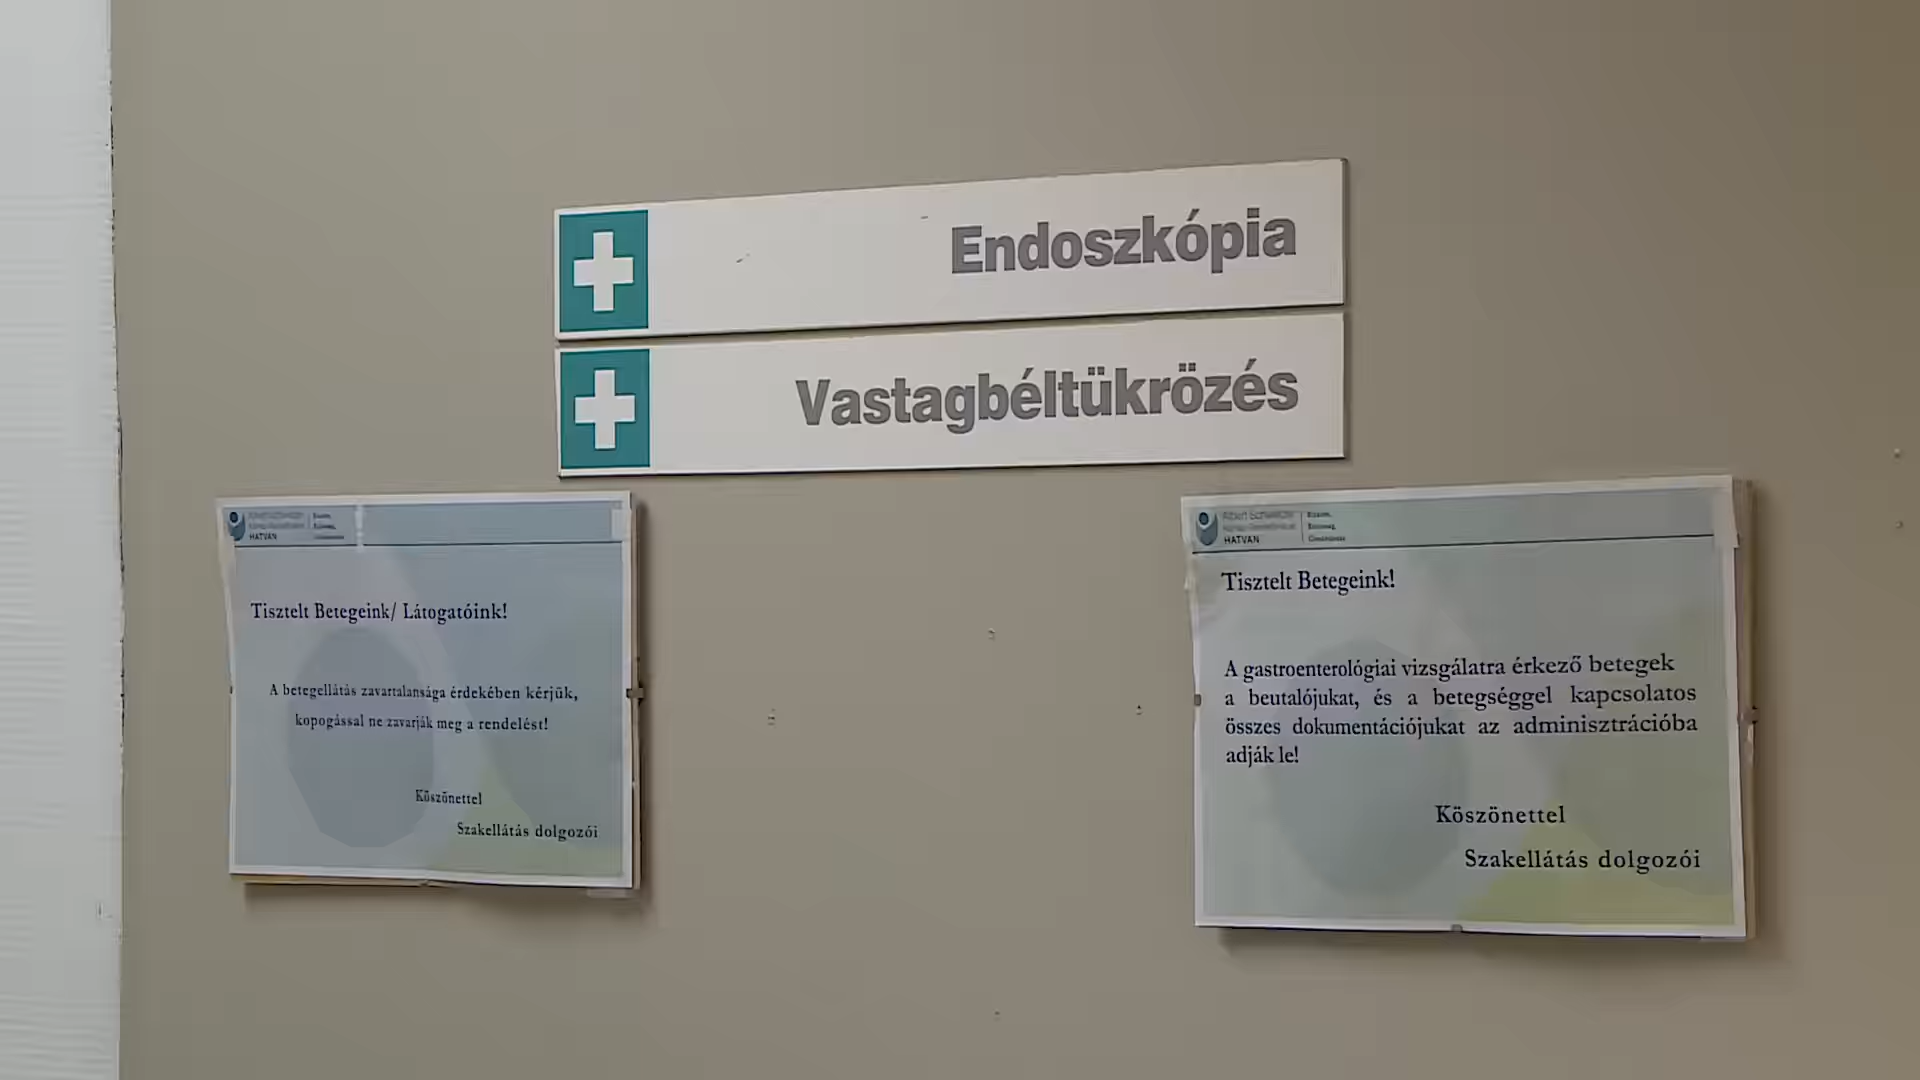 Endoszkópia
Vastagbéltükrözés
HATVAN
Tisztelt Betegeink/ Látogatóink!
A betegellátás zavartalansága érdekében kérjük,
kopogással ne zavarják meg a rendelést!
Köszönettel
Szakellátás dolgozói
Albert Schweitzer
HATVAN
Tisztelt Betegeink!
A gastroenterológiai vizsgálatra érkező betegek
a beutalójukat, és a betegséggel kapcsolatos
összes dokumentációjukat az adminisztrációba
adják le!
Köszönettel
Szakellátás dolgozói